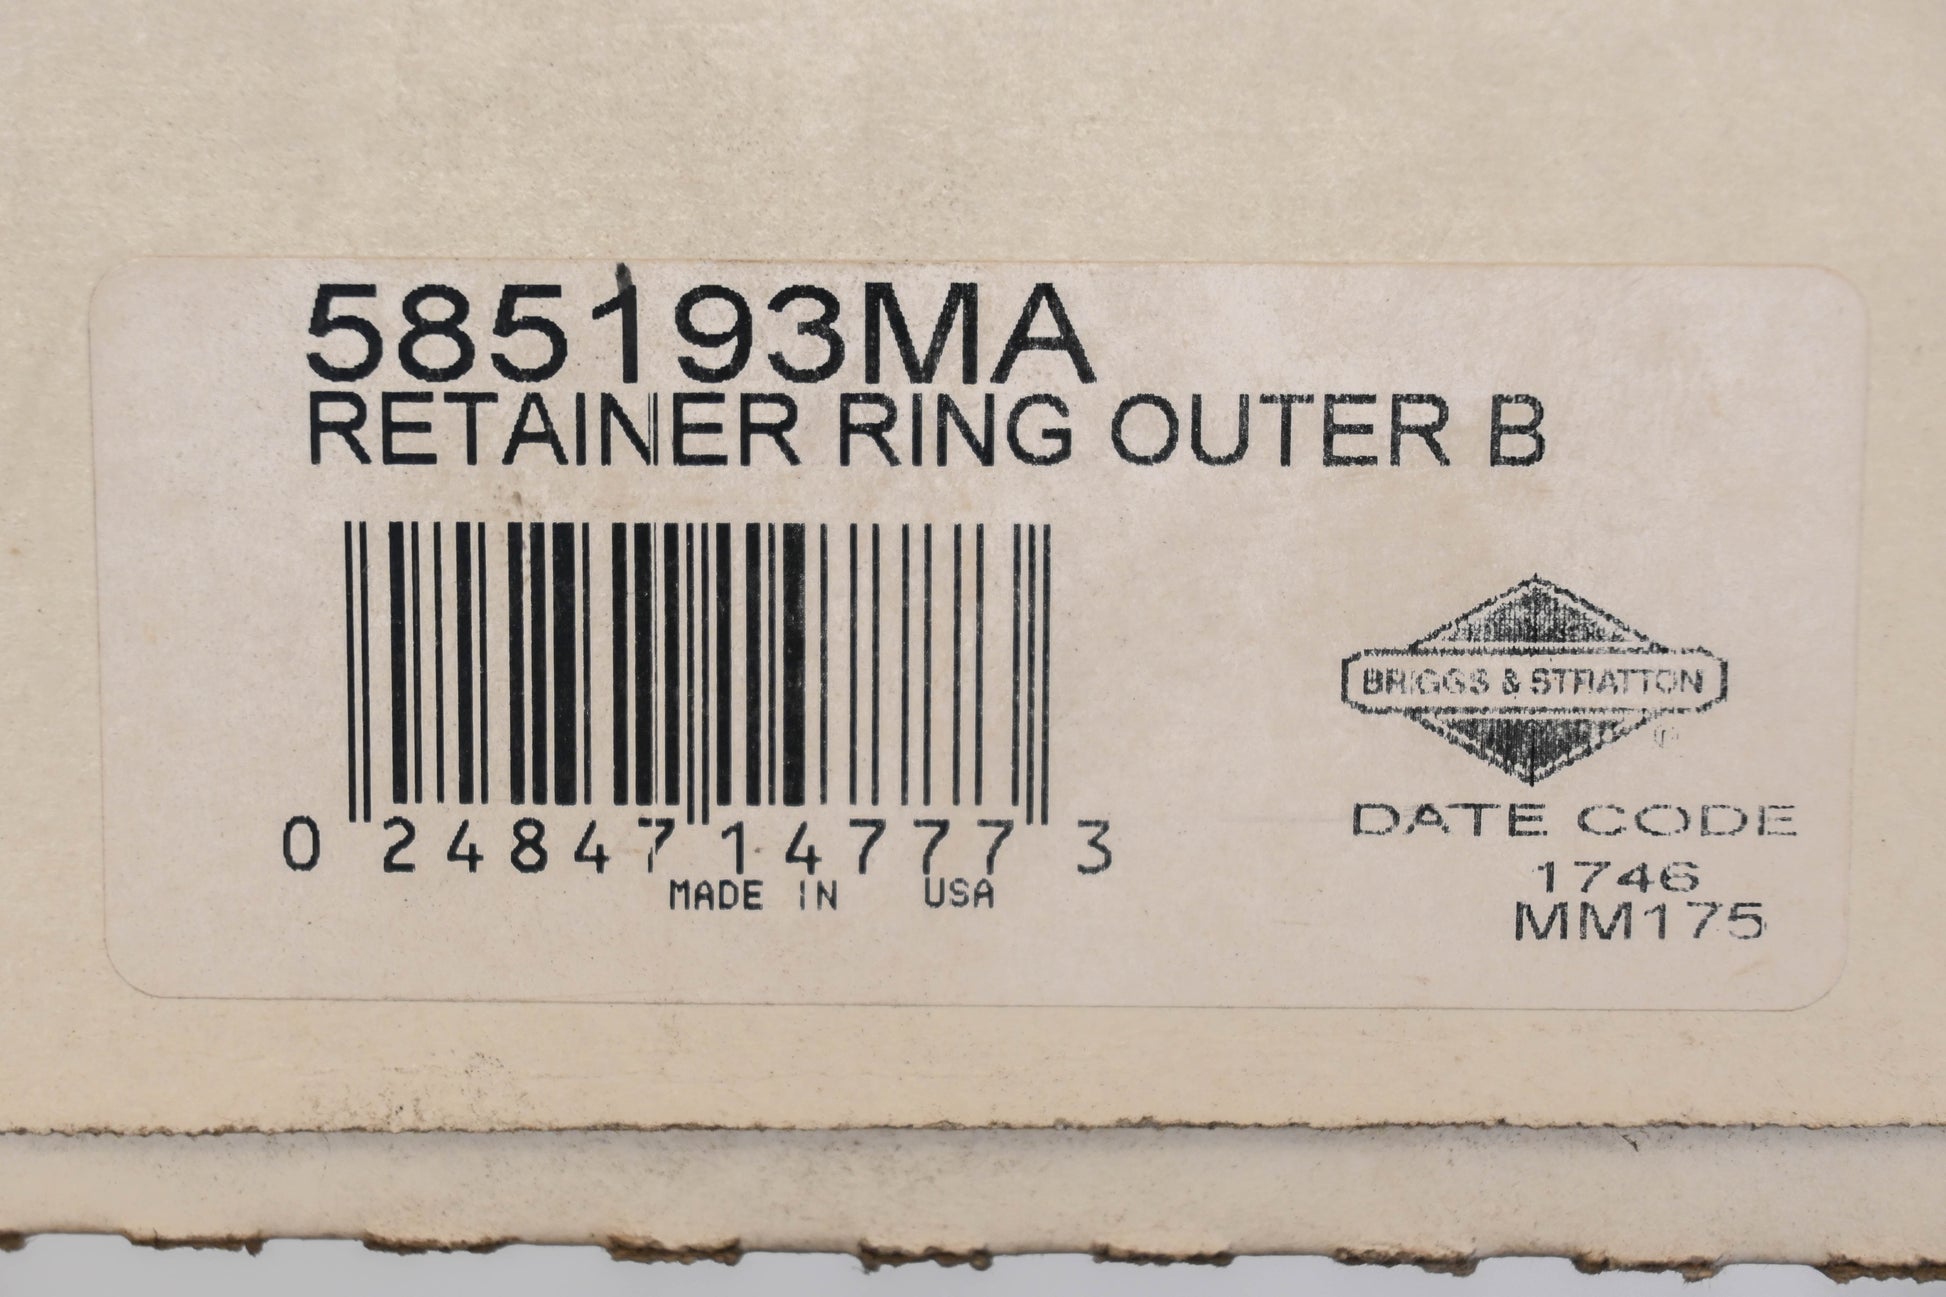 585193MA
RETAINER RING OUTER B
BRIGGS & STRATTON
®
0 24847 14777 3
MADE IN USA
DATE CODE
1746
MM175